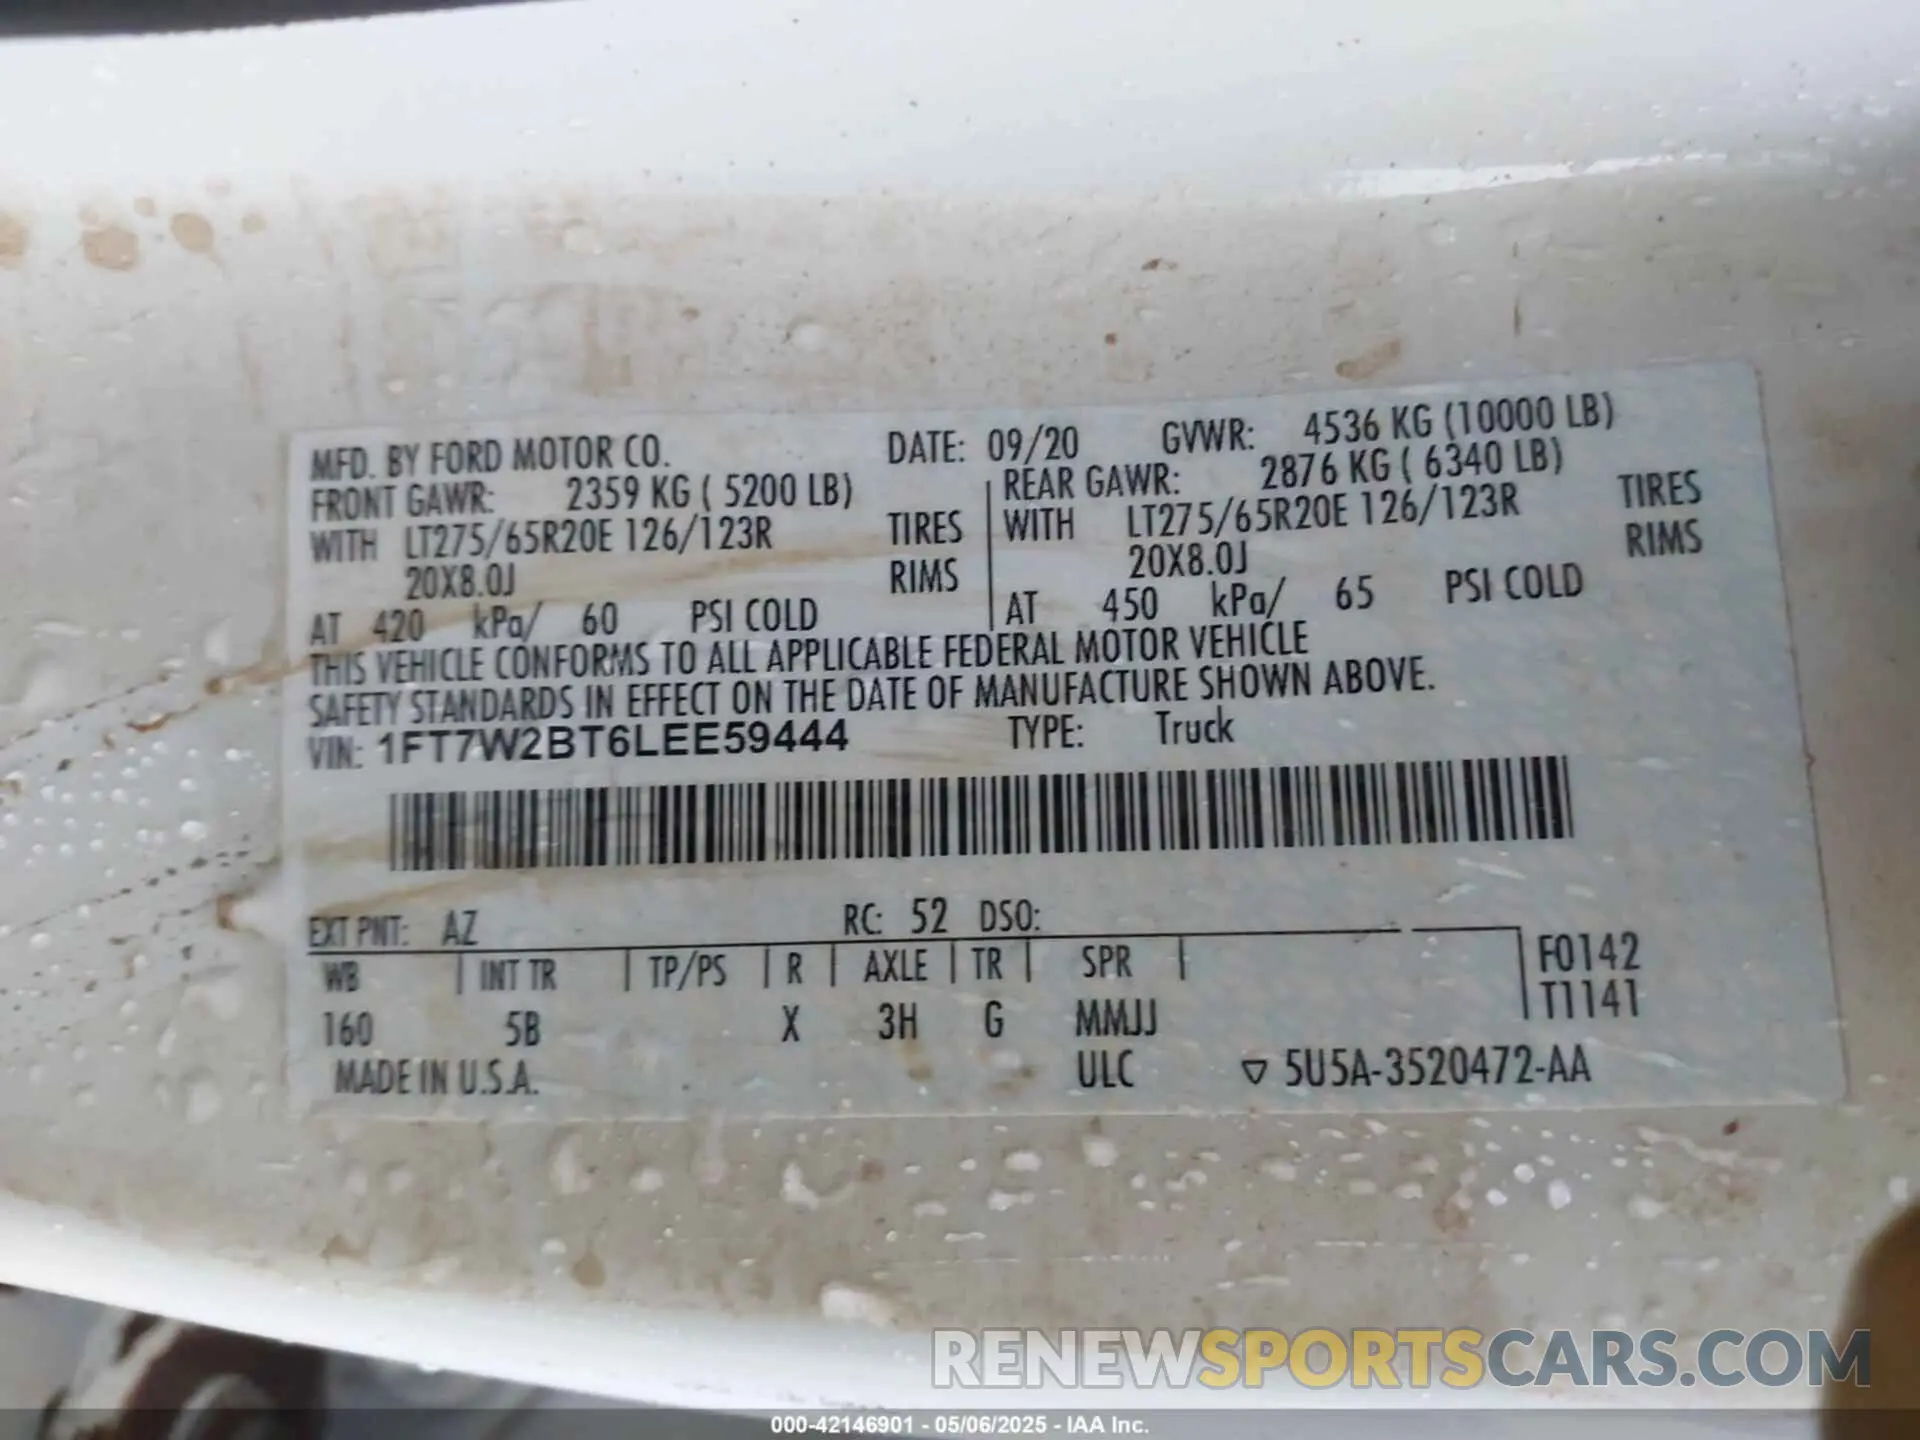 MFD. BY FORD MOTOR CO. DATE: 09/20 GVWR: 4536 KG (10000 LB)
FRONT GAWR: 2359 KG ( 5200 LB) REAR GAWR: 2876 KG ( 6340 LB)
WITH LT275/65R20E 126/123R TIRES WITH LT275/65R20E 126/123R TIRES
20X8.0J RIMS 20X8.0J RIMS
AT 420 kPa/ 60 PSI COLD AT 450 kPa/ 65 PSI COLD
THIS VEHICLE CONFORMS TO ALL APPLICABLE FEDERAL MOTOR VEHICLE
SAFETY STANDARDS IN EFFECT ON THE DATE OF MANUFACTURE SHOWN ABOVE.
VIN: 1FT7W2BT6LEE59444 TYPE: Truck
EXT PNT: AZ RC: 52 DSO:
WB INT TR TP/PS R AXLE TR SPR F0142
160 5B X 3H G MMJJ T1141
MADE IN U.S.A. ULC ▽ 5U5A-3520472-AA
RENEWSPORTSCARS.COM
000-42146901 - 05/06/2025 - IAA Inc.